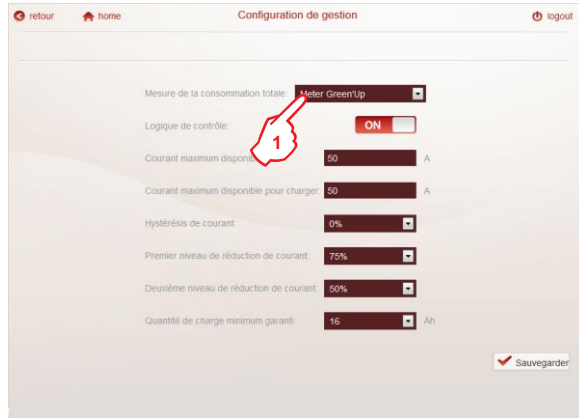 retour home Configuration de gestion logout
Mesure de la consommation totale: Meter Green'Up
Logique de contrôle: ON
1
Courant maximum 50 A
Courant maximum disponible pour charger: 50 A
Hystérésis de courant: 0%
Premier niveau de réduction de courant: 75%
Deuxième niveau de réduction de courant: 50%
Quantité de charge minimum garanti: 16 Ah
Sauvegarder